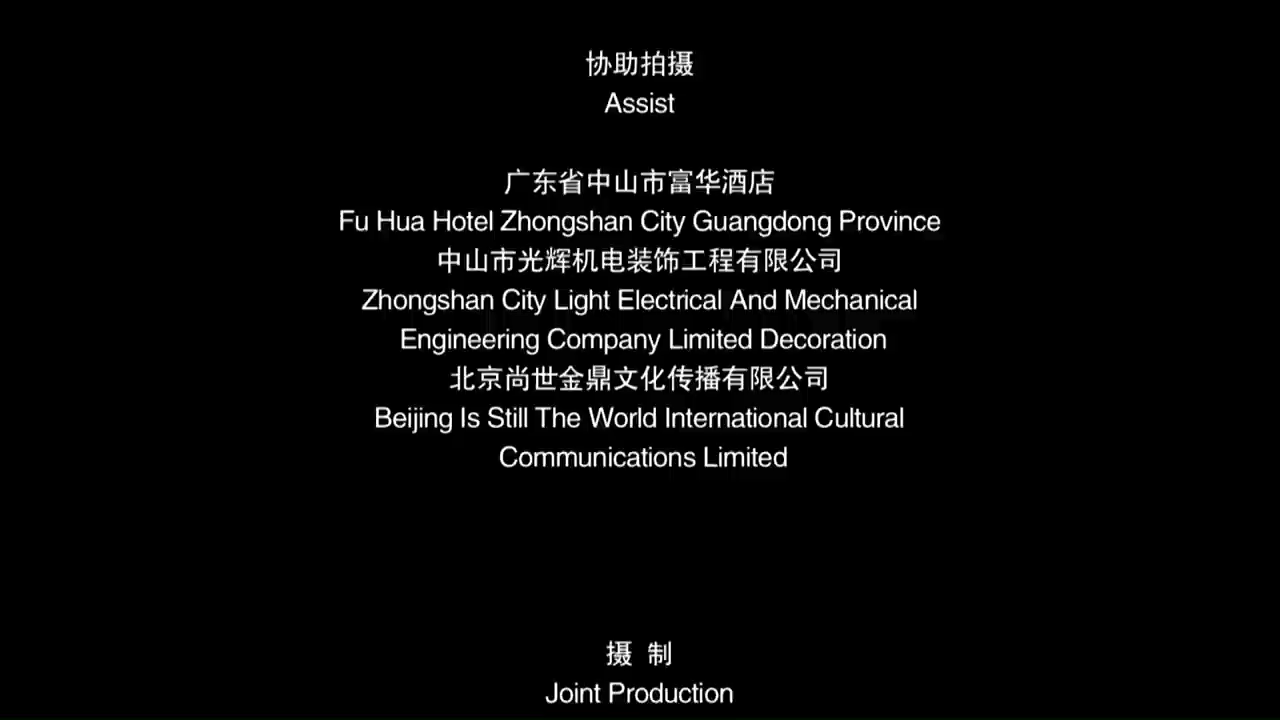 协助拍摄
Assist
广东省中山市富华酒店
Fu Hua Hotel Zhongshan City Guangdong Province
中山市光辉机电装饰工程有限公司
Zhongshan City Light Electrical And Mechanical
Engineering Company Limited Decoration
北京尚世金鼎文化传播有限公司
Beijing Is Still The World International Cultural
Communications Limited
摄 制
Joint Production